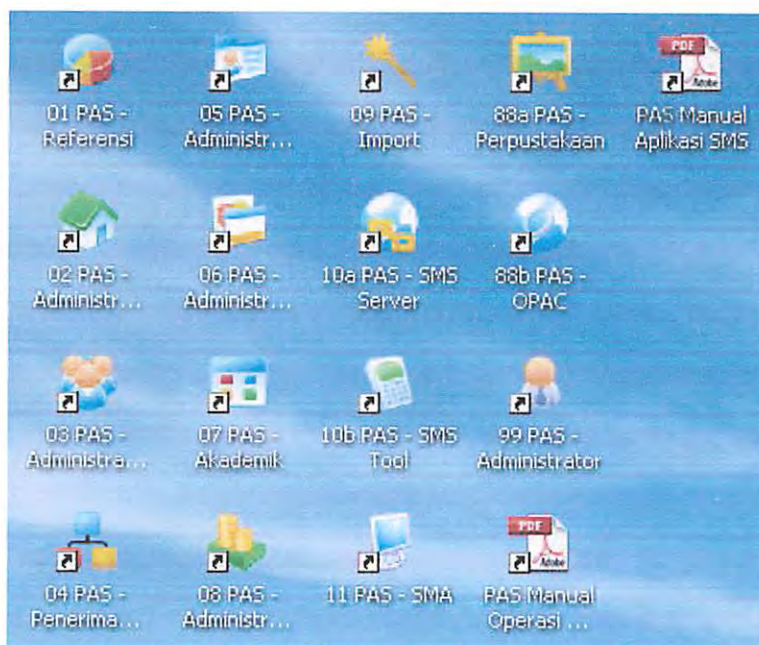 01 PAS -
Referensi
05 PAS -
Administr...
09 PAS -
Import
88a PAS -
Perpustakaan
PDF
Adobe
PAS Manual
Aplikasi SMS
02 PAS -
Administr...
06 PAS -
Administr...
10a PAS - SMS
Server
88b PAS -
OPAC
03 PAS -
Administra...
07 PAS -
Akademik
10b PAS - SMS
Tool
99 PAS -
Administrator
04 PAS -
Penerima...
08 PAS -
Administr...
11 PAS - SMA
PDF
Adobe
PAS Manual
Operasi ...